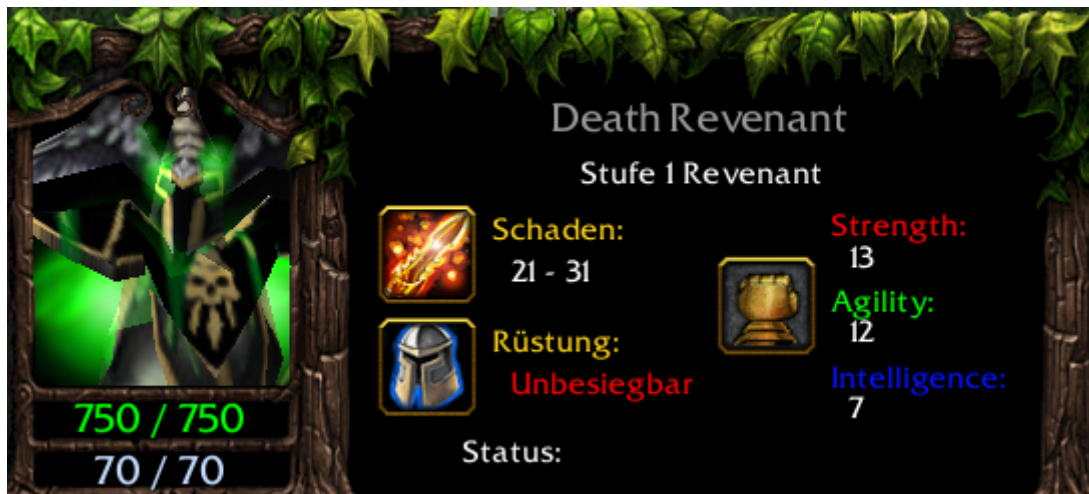 Death Revenant
Stufe 1 Revenant
Schaden:
21 - 31
Rüstung:
Unbesiegbar
Strength:
13
Agility:
12
Intelligence:
7
750 / 750
70 / 70
Status: